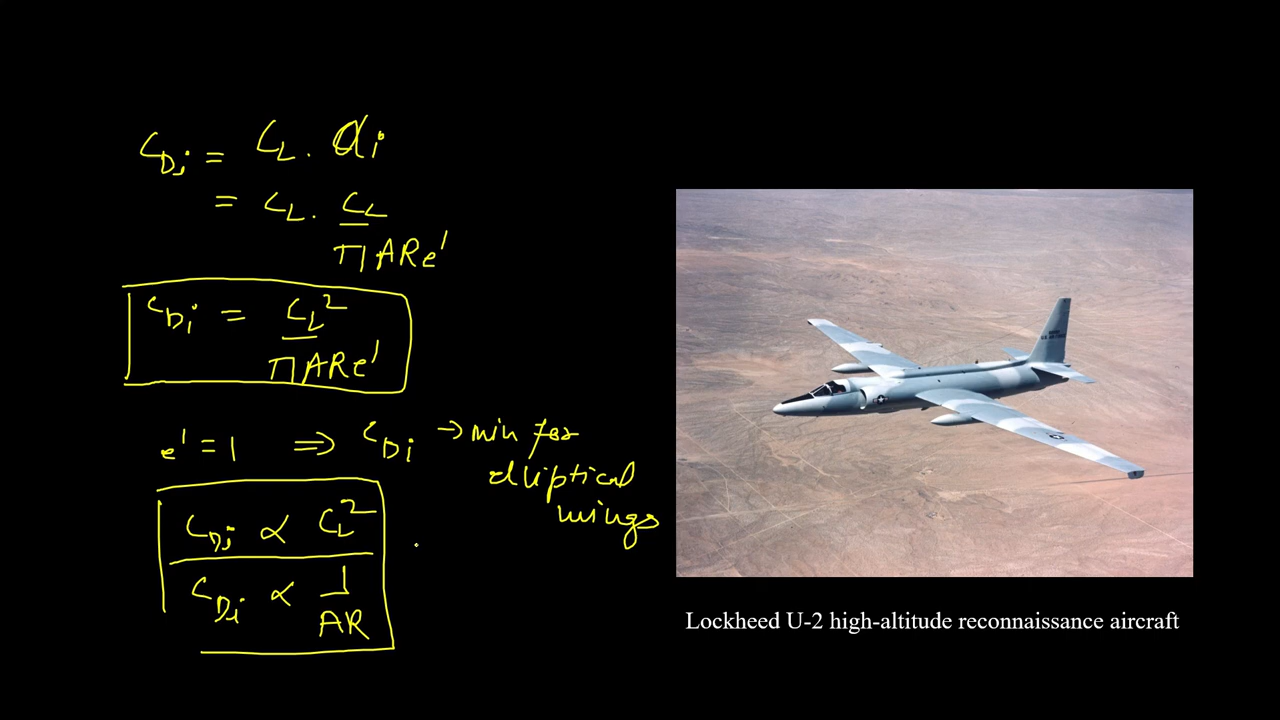 C_Di = C_L . αi
= C_L . C_L / ΠARe'
C_Di = C_L² / ΠARe'
e' = 1 ⇒ C_Di → min for
elliptical
wings
C_Di ∝ C_L²
C_Di ∝ 1 / AR
Lockheed U-2 high-altitude reconnaissance aircraft